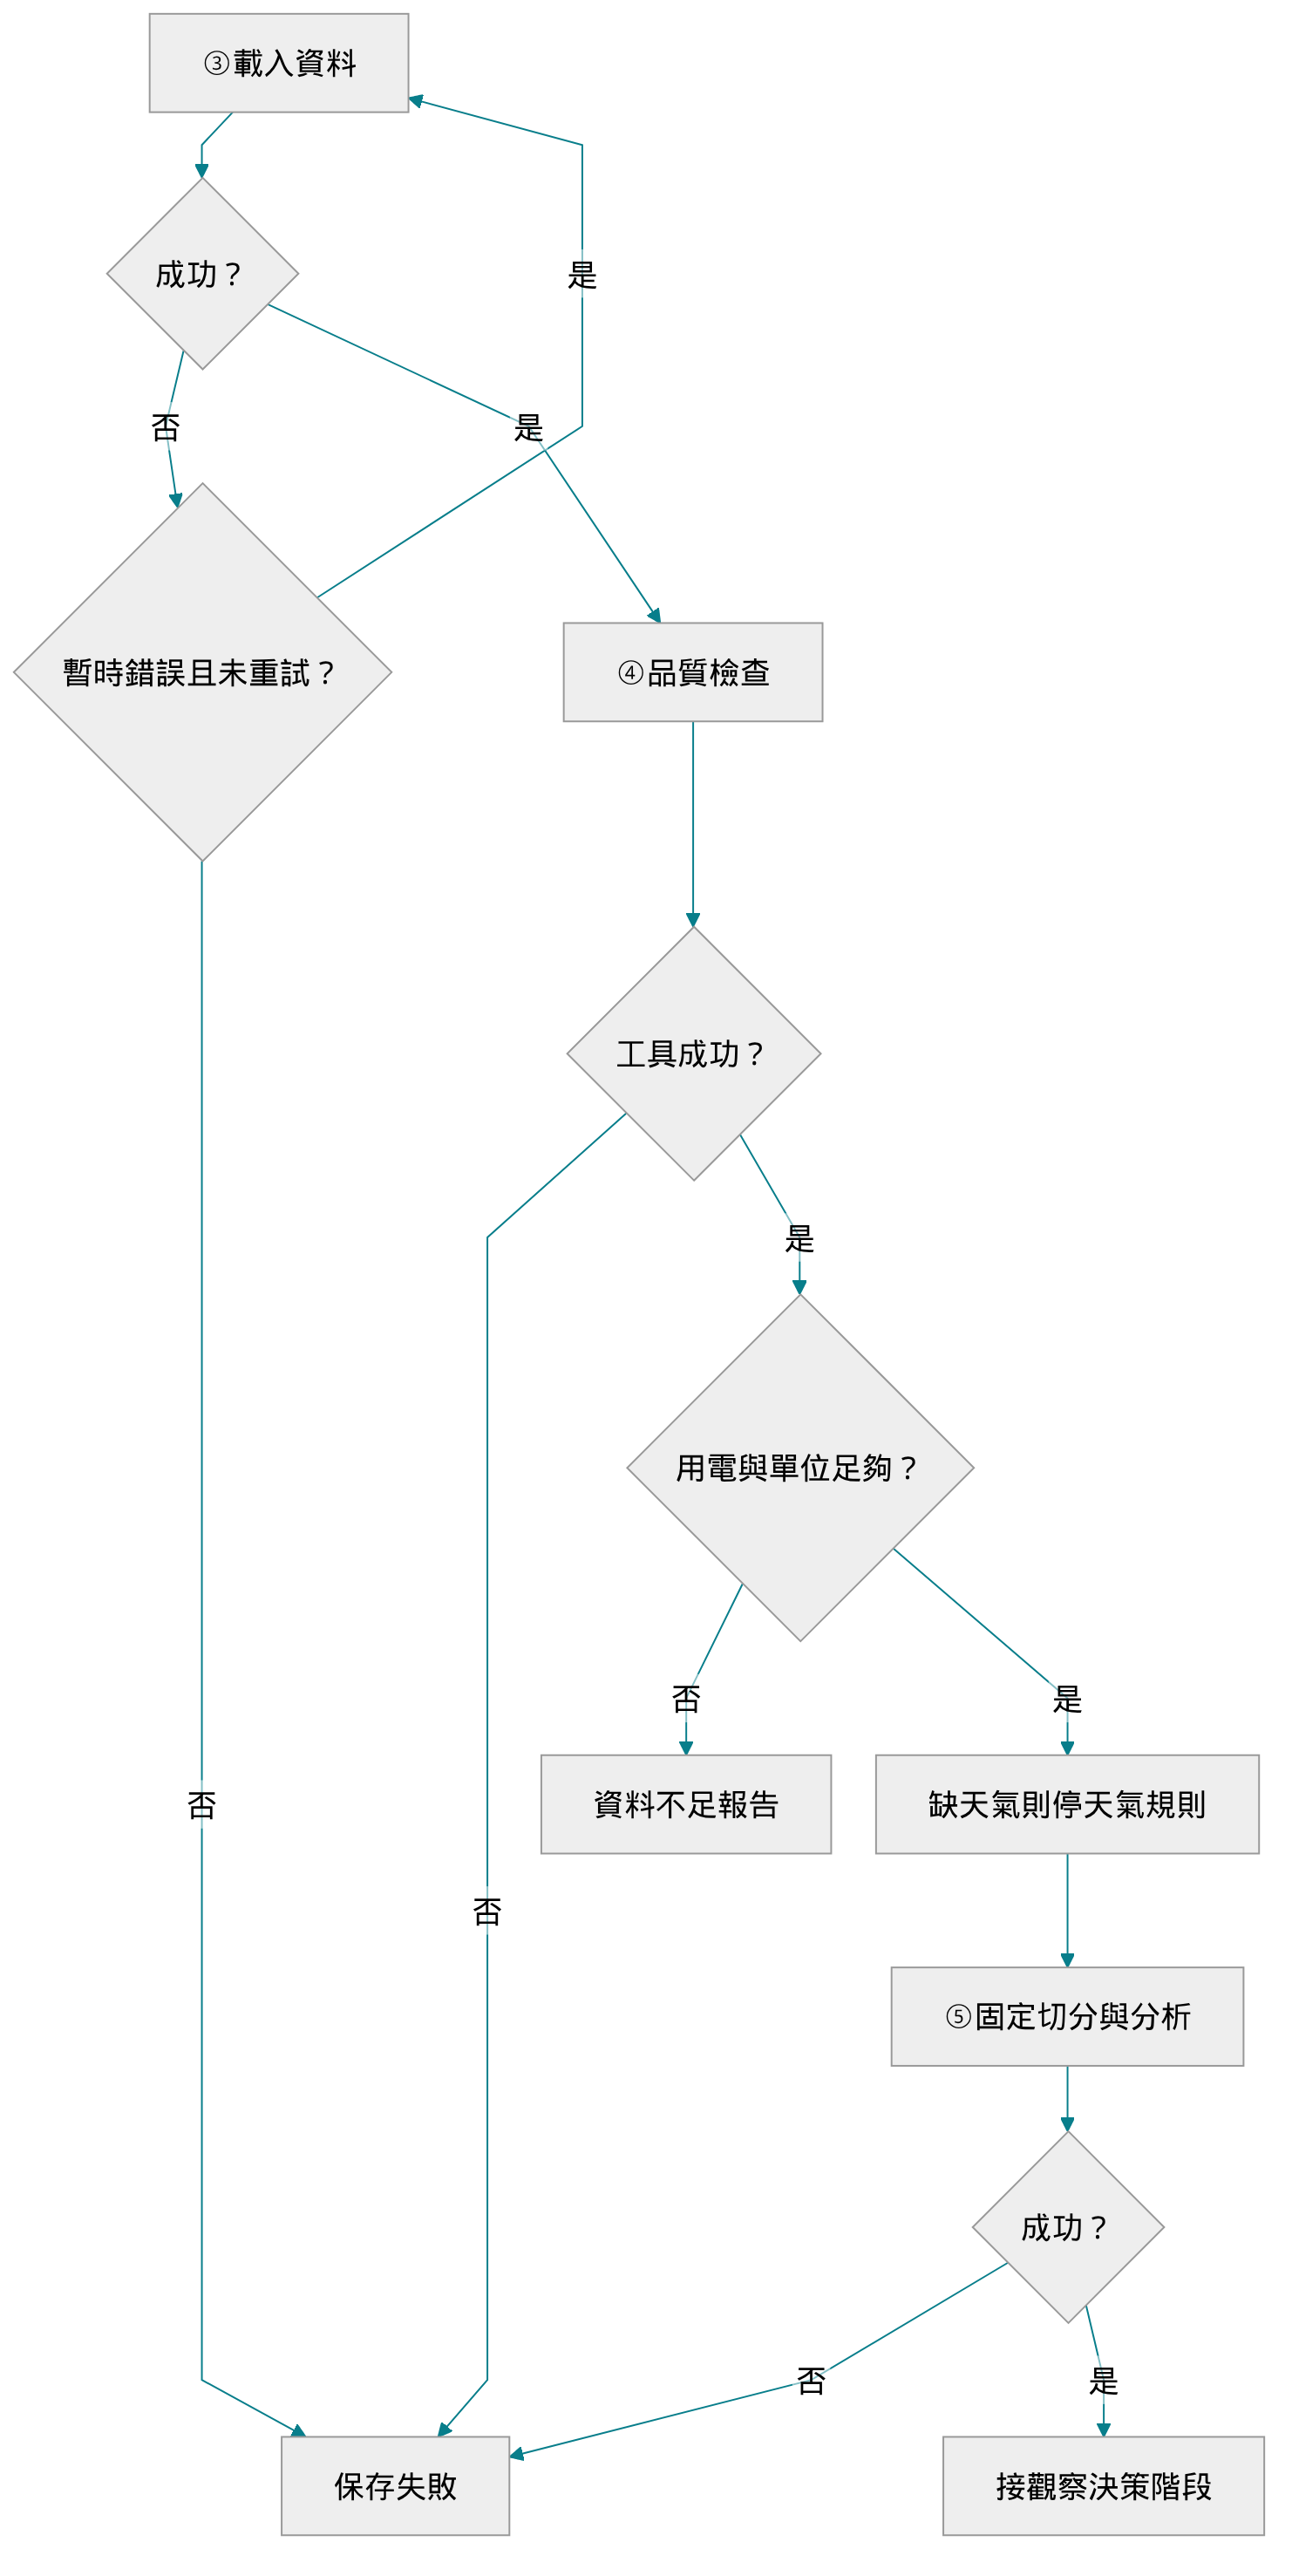 ③載入資料
成功？
是
否
是
暫時錯誤且未重試？
④品質檢查
工具成功？
是
用電與單位足夠？
否
是
資料不足報告
缺天氣則停天氣規則
否
否
⑤固定切分與分析
成功？
否
是
保存失敗
接觀察決策階段